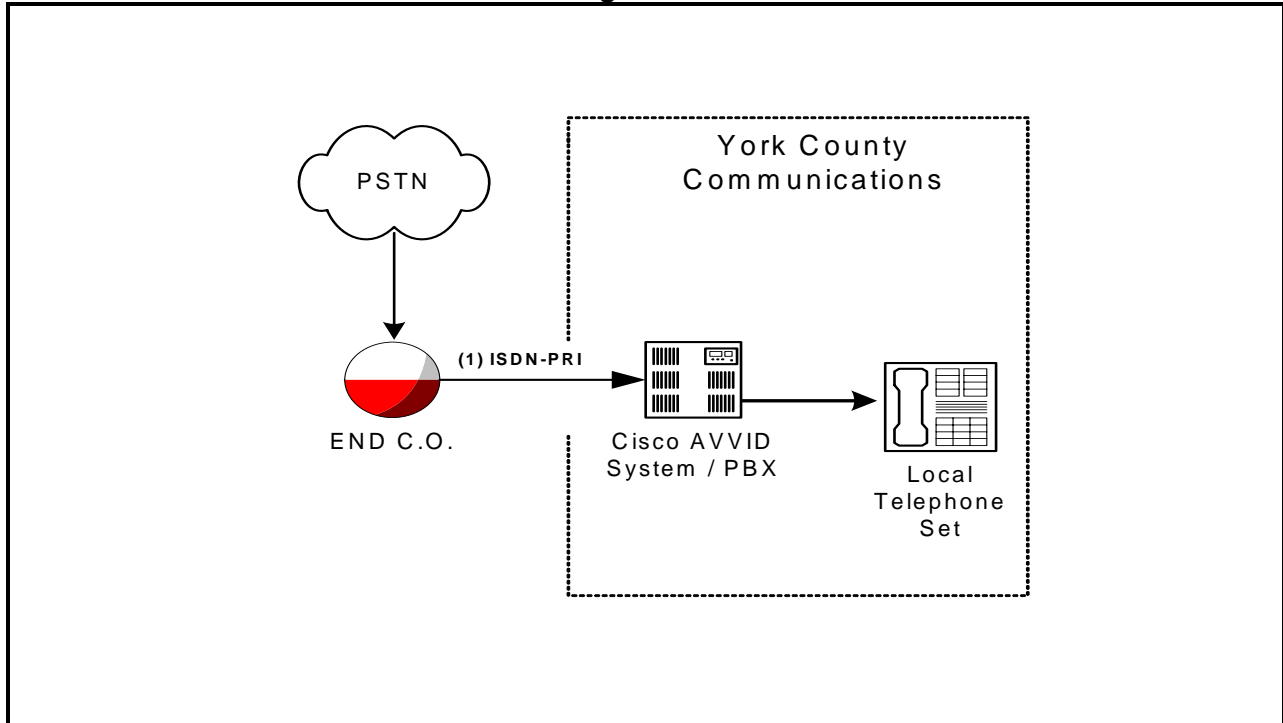 York County
Communications
PSTN
(1) ISDN-PRI
END C.O.
Cisco AVVID
System / PBX
Local
Telephone
Set